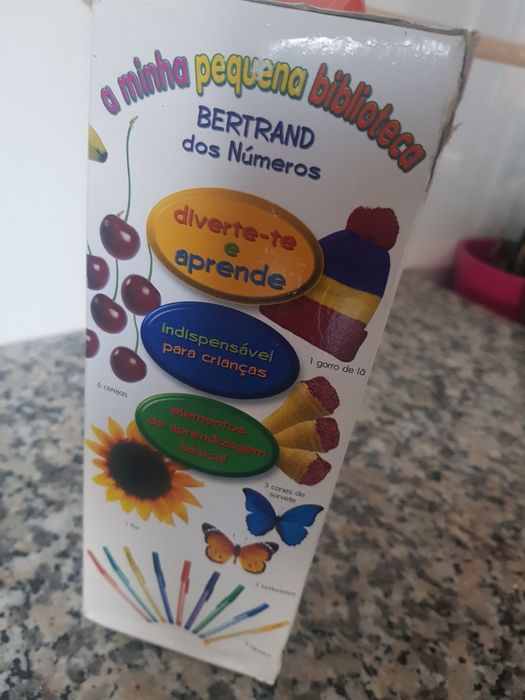 a minha pequena biblioteca
BERTRAND
dos Números
diverte-te
e
aprende
1 gorro de lã
indispensável
para crianças
6 cerejas
elementos
de aprendizagem
básica!
3 cones de
sorvete
1 flor
2 borboletas